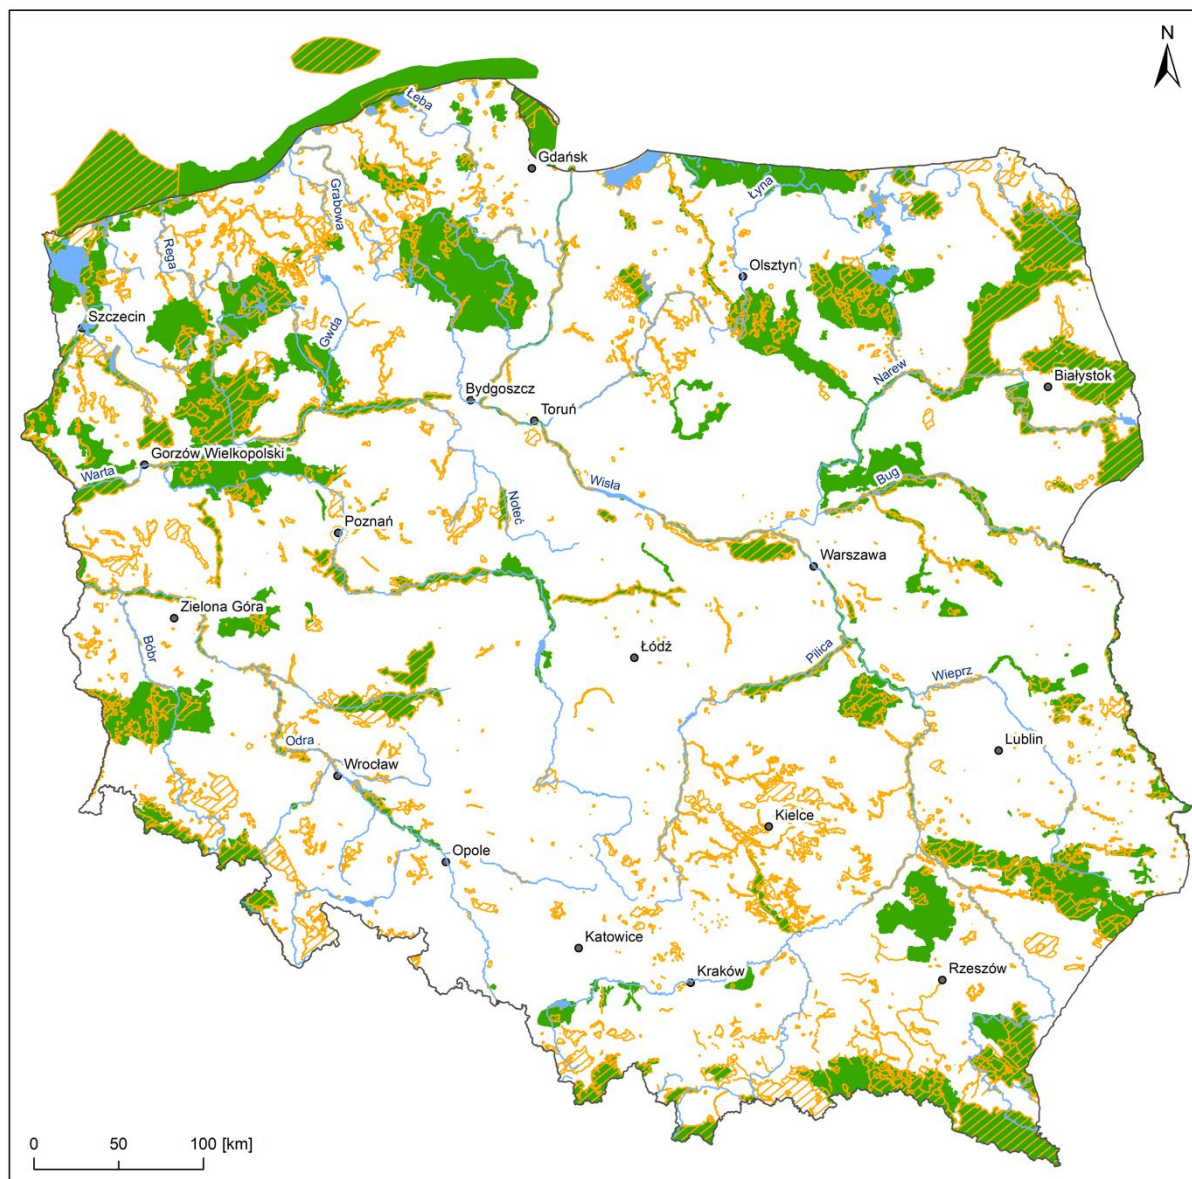 N
Łeba
Gdańsk
Grabowa
Łyna
Rega
Olsztyn
Szczecin
Gwda
Narew
Białystok
Bydgoszcz
Toruń
Gorzów Wielkopolski
Warta
Wisła
Bug
Noteć
Poznań
Warszawa
Zielona Góra
Bóbr
Łódź
Pilica
Wieprz
Odra
Lublin
Wrocław
Kielce
Opole
Katowice
Kraków
Rzeszów
0 50 100 [km]